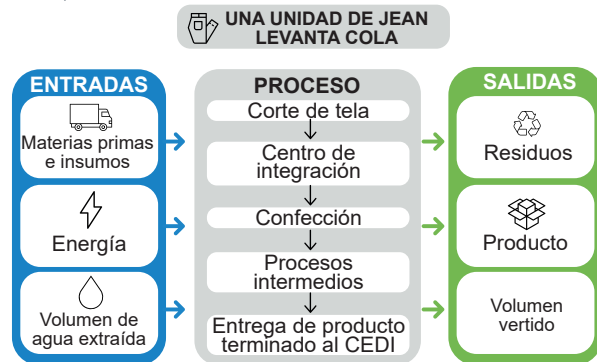 UNA UNIDAD DE JEAN
LEVANTA COLA
ENTRADAS
Materias primas
e insumos
Energía
Volumen de
agua extraída
PROCESO
Corte de tela
Centro de
integración
Confección
Procesos
intermedios
Entrega de producto
terminado al CEDI
SALIDAS
Residuos
Producto
Volumen
vertido